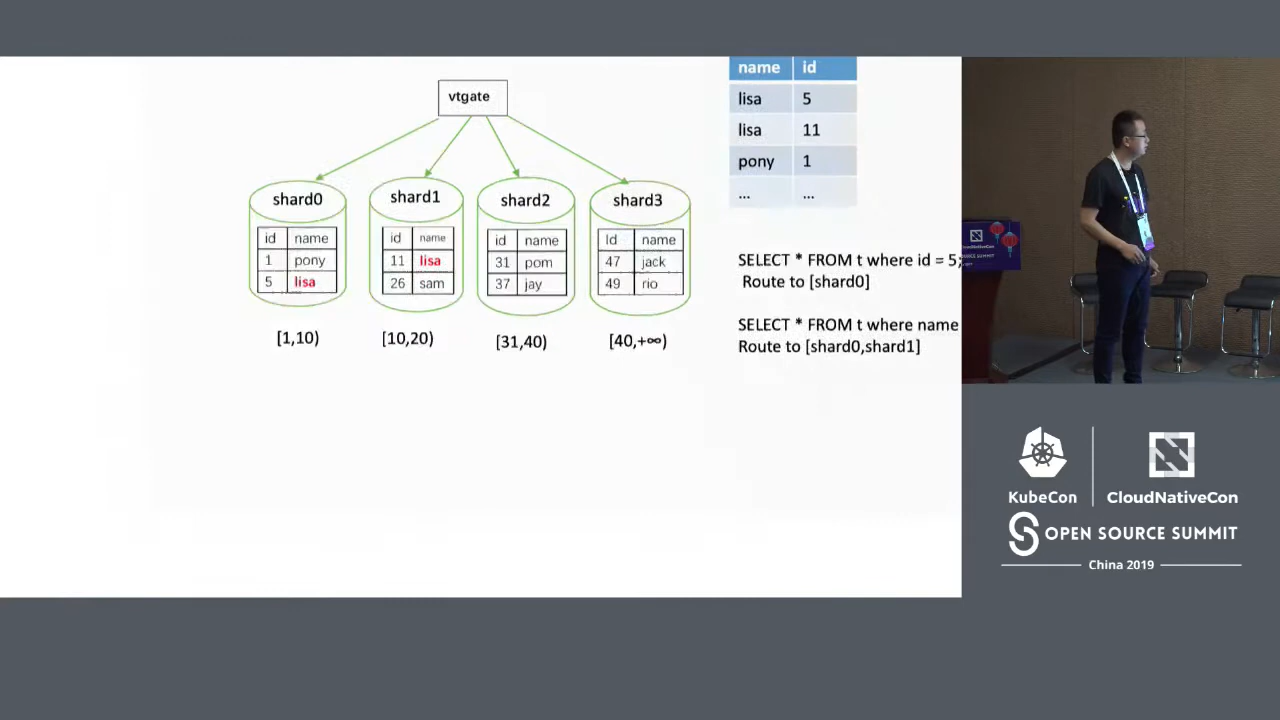 vtgate
shard0
id name
1 pony
5 lisa
[1,10)
shard1
id name
11 lisa
26 sam
[10,20)
shard2
id name
31 pom
37 jay
[31,40)
shard3
Id name
47 jack
49 rio
[40,+∞)
name id
lisa 5
lisa 11
pony 1
... ...
SELECT * FROM t where id = 5;
Route to [shard0]
SELECT * FROM t where name
Route to [shard0,shard1]
CloudNativeCon
KubeCon
CloudNativeCon
OPEN SOURCE SUMMIT
China 2019